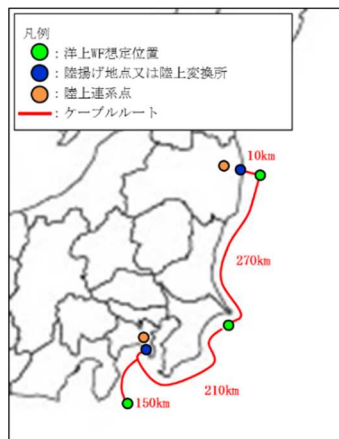 凡例
：洋上WF想定位置
：陸揚げ地点又は陸上変換所
：陸上連系点
：ケーブルルート
10km
270km
210km
150km